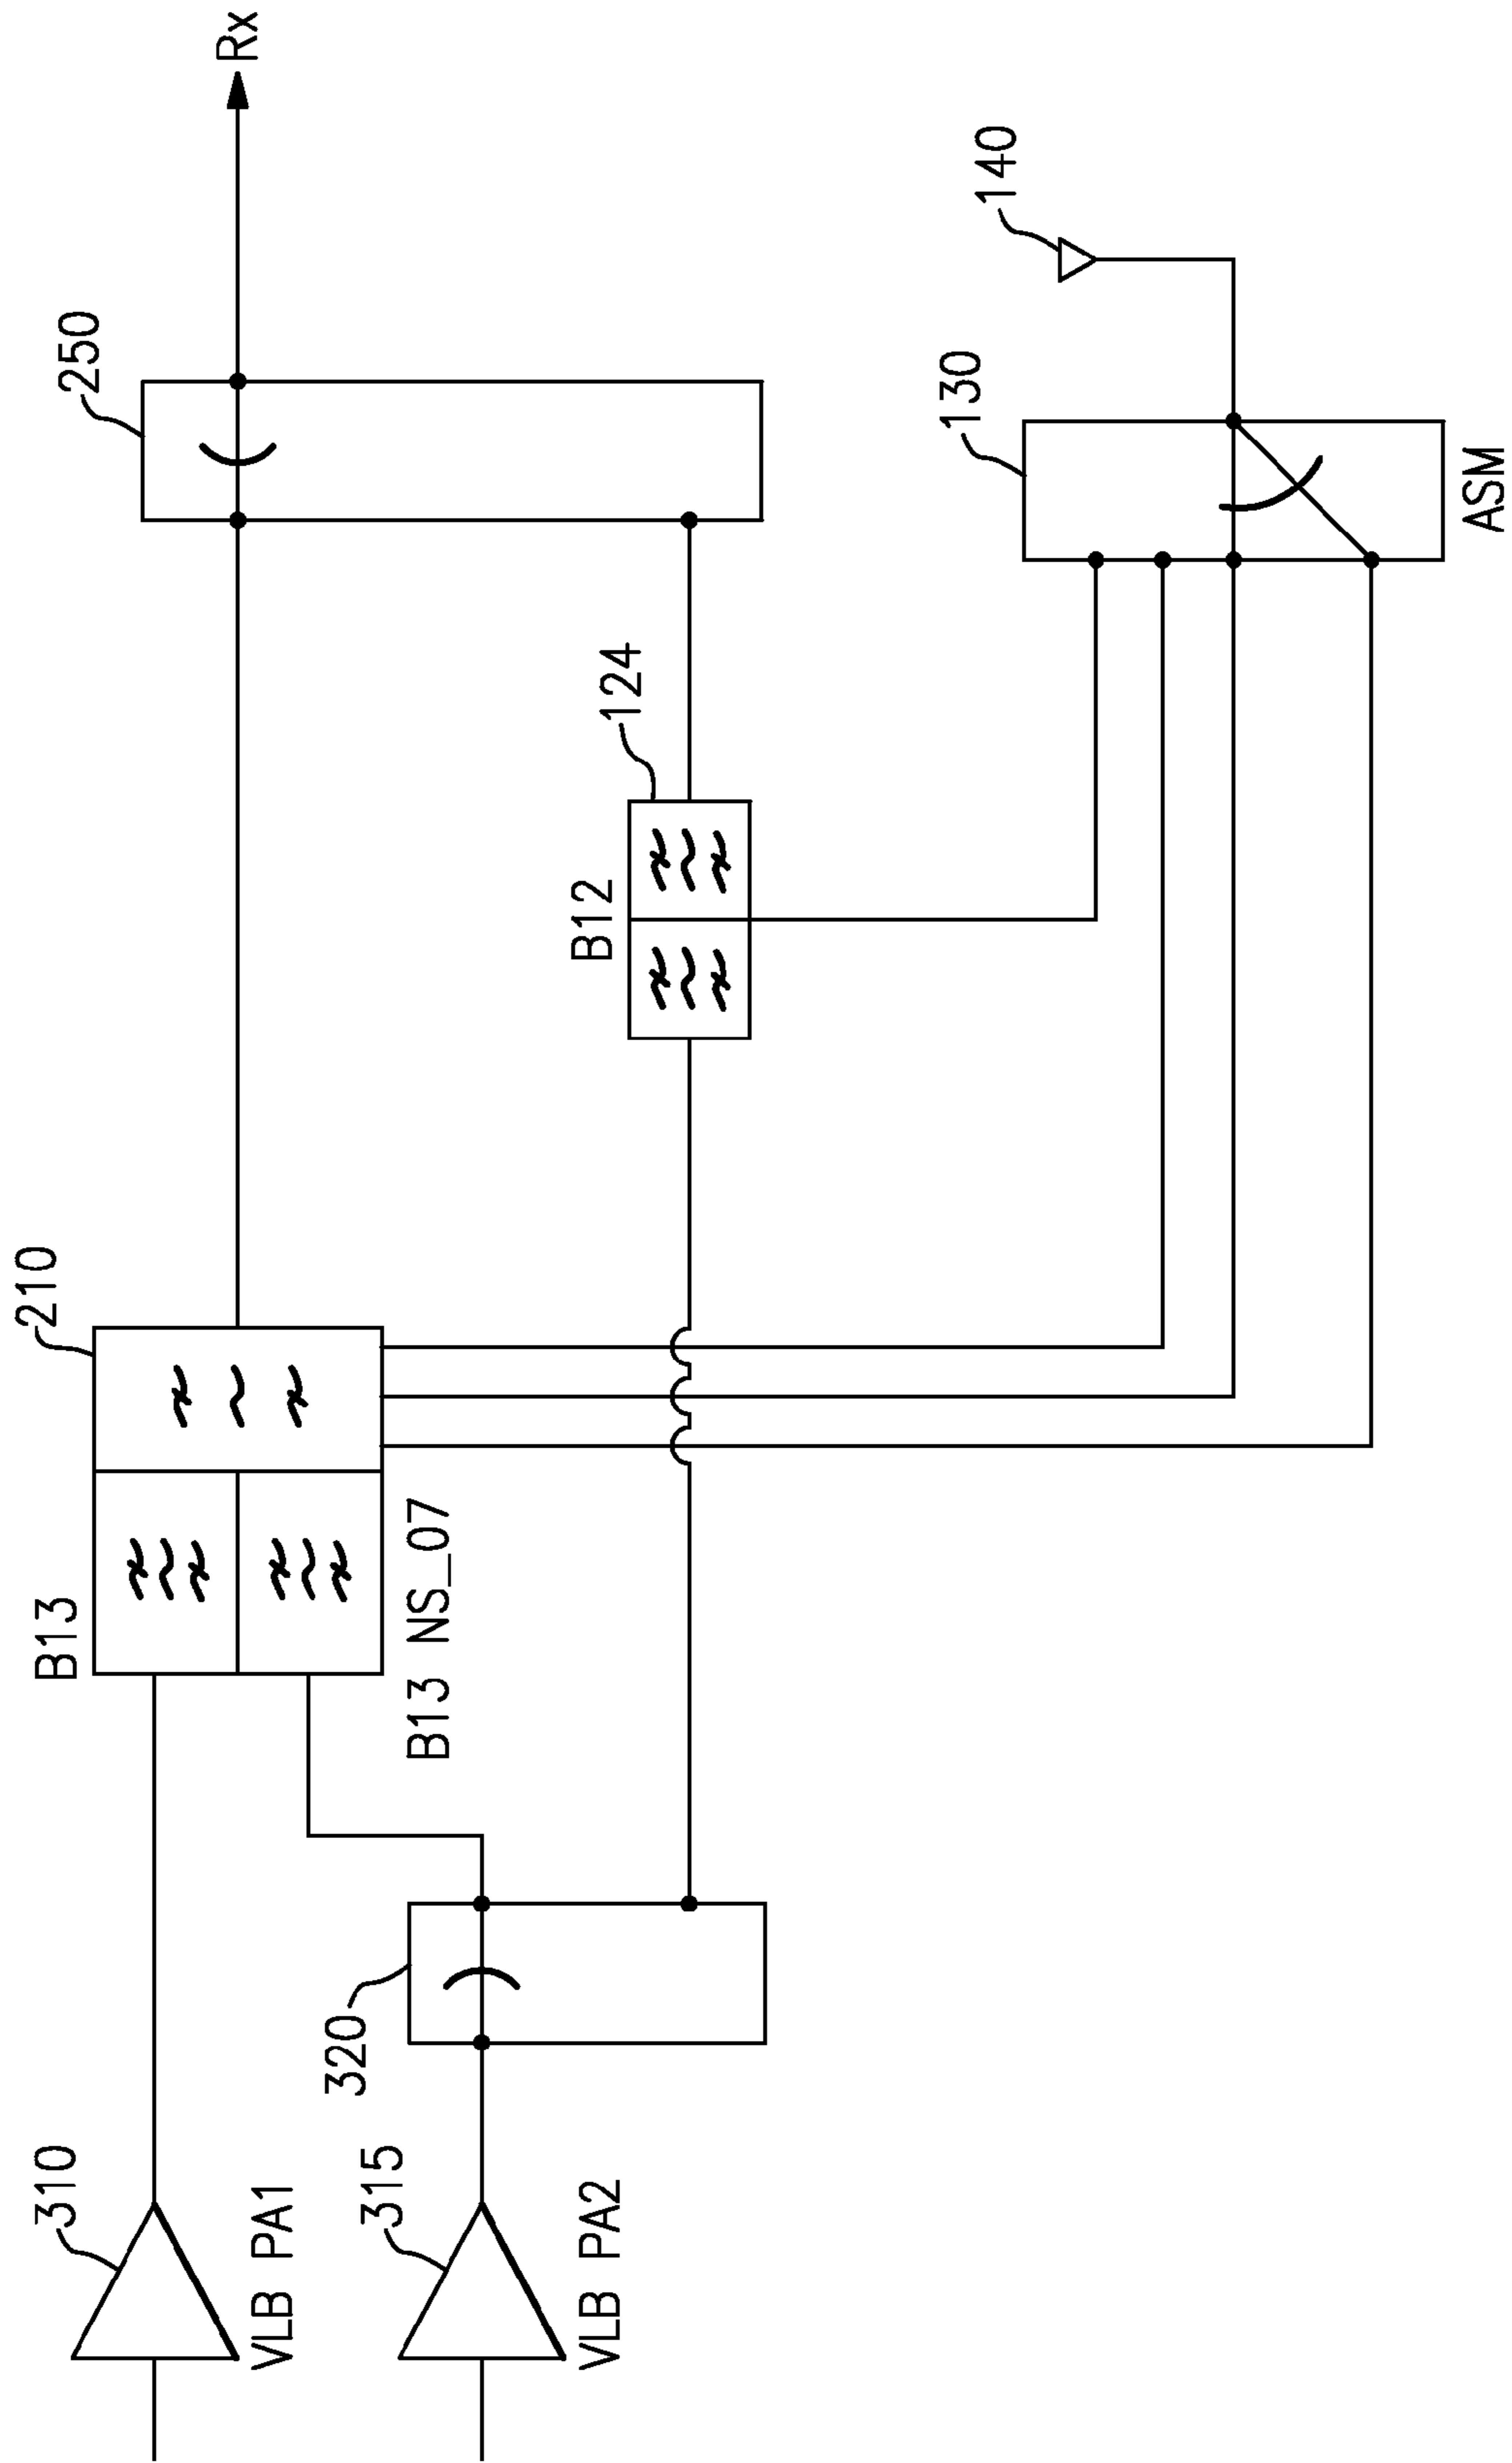 310
VLB PA1
315
VLB PA2
320
B13
210
B13 NS_07
B12
124
250
Rx
130
ASM
140